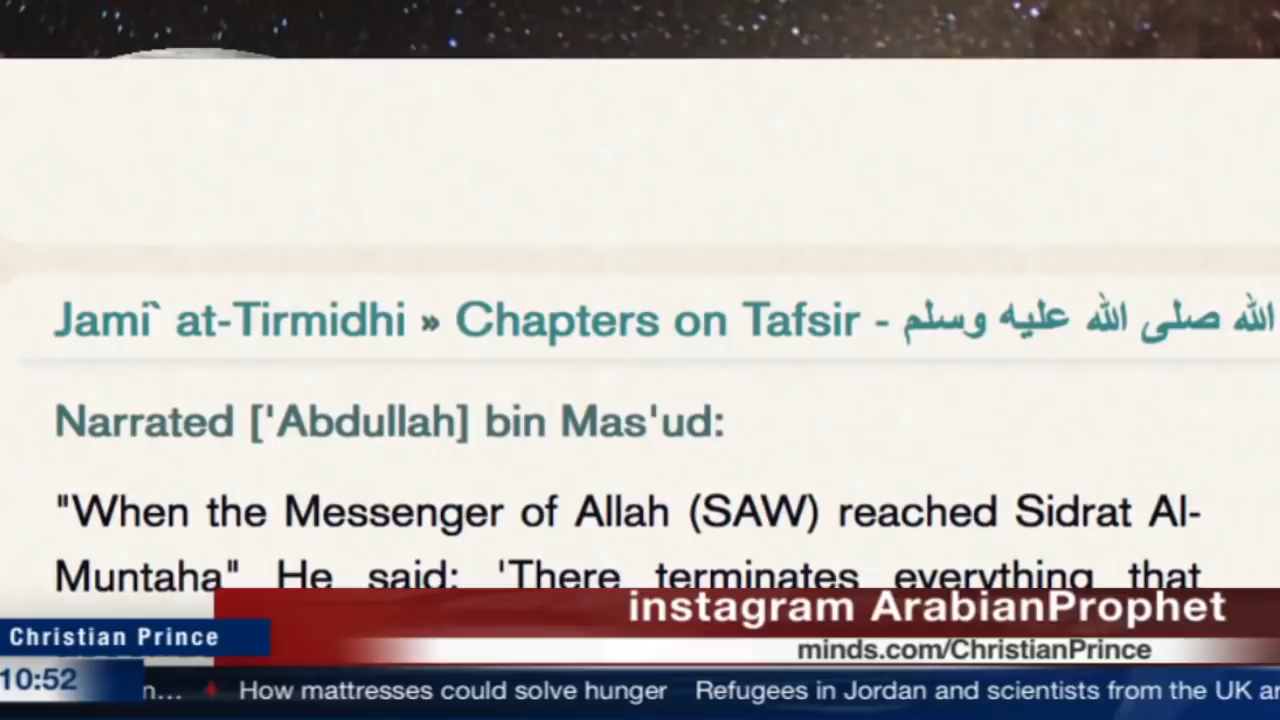 Jami` at-Tirmidhi » Chapters on Tafsir - الله صلى الله عليه وسلم
Narrated ['Abdullah] bin Mas'ud:
"When the Messenger of Allah (SAW) reached Sidrat Al-
Muntaha" He said: 'There terminates everything that
instagram ArabianProphet
Christian Prince
minds.com/ChristianPrince
10:52
n... How mattresses could solve hunger Refugees in Jordan and scientists from the UK ar